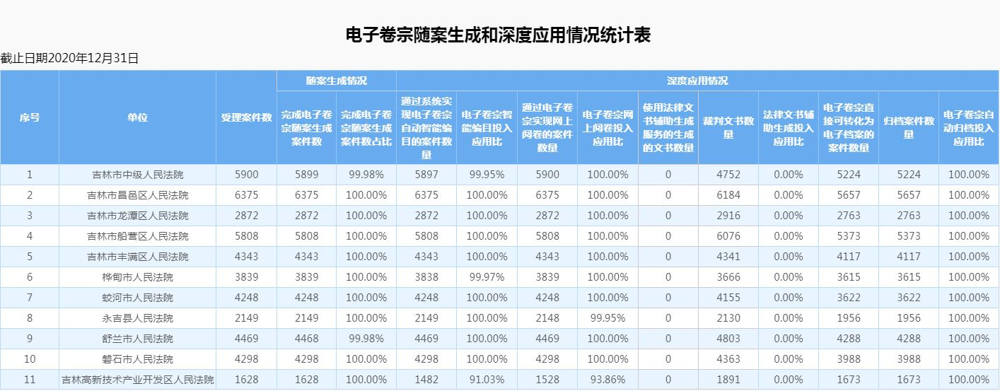 电子卷宗随案生成和深度应用情况统计表
截止日期2020年12月31日
序号 单位 受理案件数 随案生成情况 深度应用情况
完成电子卷宗随案生成案件数 完成电子卷宗随案生成案件数占比 通过系统实现电子卷宗自动智能编目的案件数量 电子卷宗智能编目投入应用比 通过电子卷宗实现网上阅卷的案件数量 电子卷宗网上阅卷投入应用比 使用法律文书辅助生成服务的生成的文书数量 裁判文书数量 法律文书辅助生成投入应用比 电子卷宗直接可转化为电子档案的案件数量 归档案件数量 电子卷宗自动归档投入应用比
1 吉林市中级人民法院 5900 5899 99.98% 5897 99.95% 5900 100.00% 0 4752 0.00% 5224 5224 100.00%
2 吉林市昌邑区人民法院 6375 6375 100.00% 6375 100.00% 6375 100.00% 0 6184 0.00% 5657 5657 100.00%
3 吉林市龙潭区人民法院 2872 2872 100.00% 2872 100.00% 2872 100.00% 0 2916 0.00% 2763 2763 100.00%
4 吉林市船营区人民法院 5808 5808 100.00% 5808 100.00% 5808 100.00% 0 6076 0.00% 5373 5373 100.00%
5 吉林市丰满区人民法院 4343 4343 100.00% 4343 100.00% 4343 100.00% 0 4341 0.00% 4117 4117 100.00%
6 桦甸市人民法院 3839 3839 100.00% 3838 99.97% 3839 100.00% 0 3666 0.00% 3615 3615 100.00%
7 蛟河市人民法院 4248 4248 100.00% 4248 100.00% 4248 100.00% 0 4155 0.00% 3622 3622 100.00%
8 永吉县人民法院 2149 2149 100.00% 2149 100.00% 2148 99.95% 0 2130 0.00% 1956 1956 100.00%
9 舒兰市人民法院 4469 4468 99.98% 4469 100.00% 4469 100.00% 0 4803 0.00% 4288 4288 100.00%
10 磐石市人民法院 4298 4298 100.00% 4298 100.00% 4298 100.00% 0 4363 0.00% 3988 3988 100.00%
11 吉林高新技术产业开发区人民法院 1628 1628 100.00% 1482 91.03% 1528 93.86% 0 1891 0.00% 1673 1673 100.00%